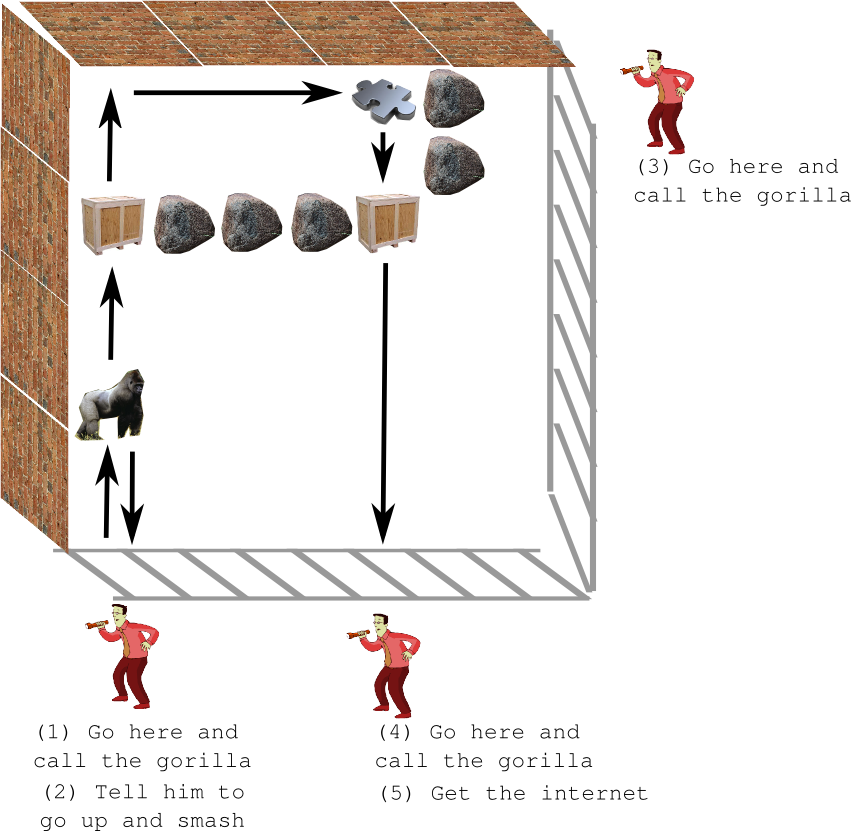 (3) Go here and
call the gorilla
(1) Go here and
call the gorilla
(2) Tell him to
go up and smash
(4) Go here and
call the gorilla
(5) Get the internet